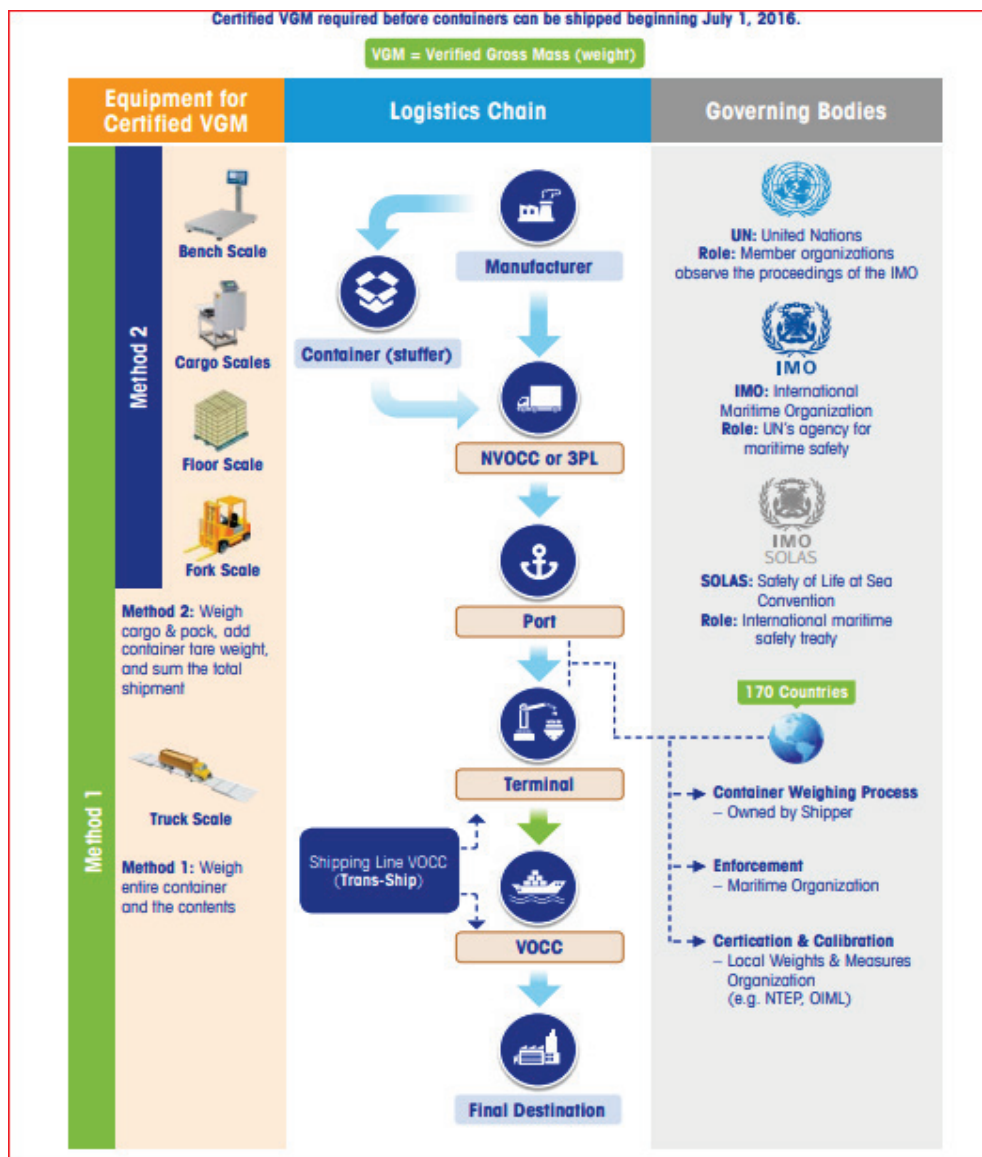 Certified VGM required before containers can be shipped beginning July 1, 2016.
VGM = Verified Gross Mass (weight)
Equipment for
Certified VGM
Logistics Chain
Governing Bodies
Method 1
Method 2
Bench Scale
Cargo Scales
Floor Scale
Fork Scale
Method 2: Weigh
cargo & pack, add
container tare weight,
and sum the total
shipment
Truck Scale
Method 1: Weigh
entire container
and the contents
Manufacturer
Container (stuffer)
NVOCC or 3PL
Port
Terminal
Shipping Line VOCC
(Trans-Ship)
VOCC
Final Destination
UN: United Nations
Role: Member organizations
observe the proceedings of the IMO
IMO
IMO: International
Maritime Organization
Role: UN's agency for
maritime safety
IMO
SOLAS
SOLAS: Safety of Life at Sea
Convention
Role: International maritime
safety treaty
170 Countries
Container Weighing Process
– Owned by Shipper
Enforcement
– Maritime Organization
Certication & Calibration
– Local Weights & Measures
Organization
(e.g. NTEP, OIML)